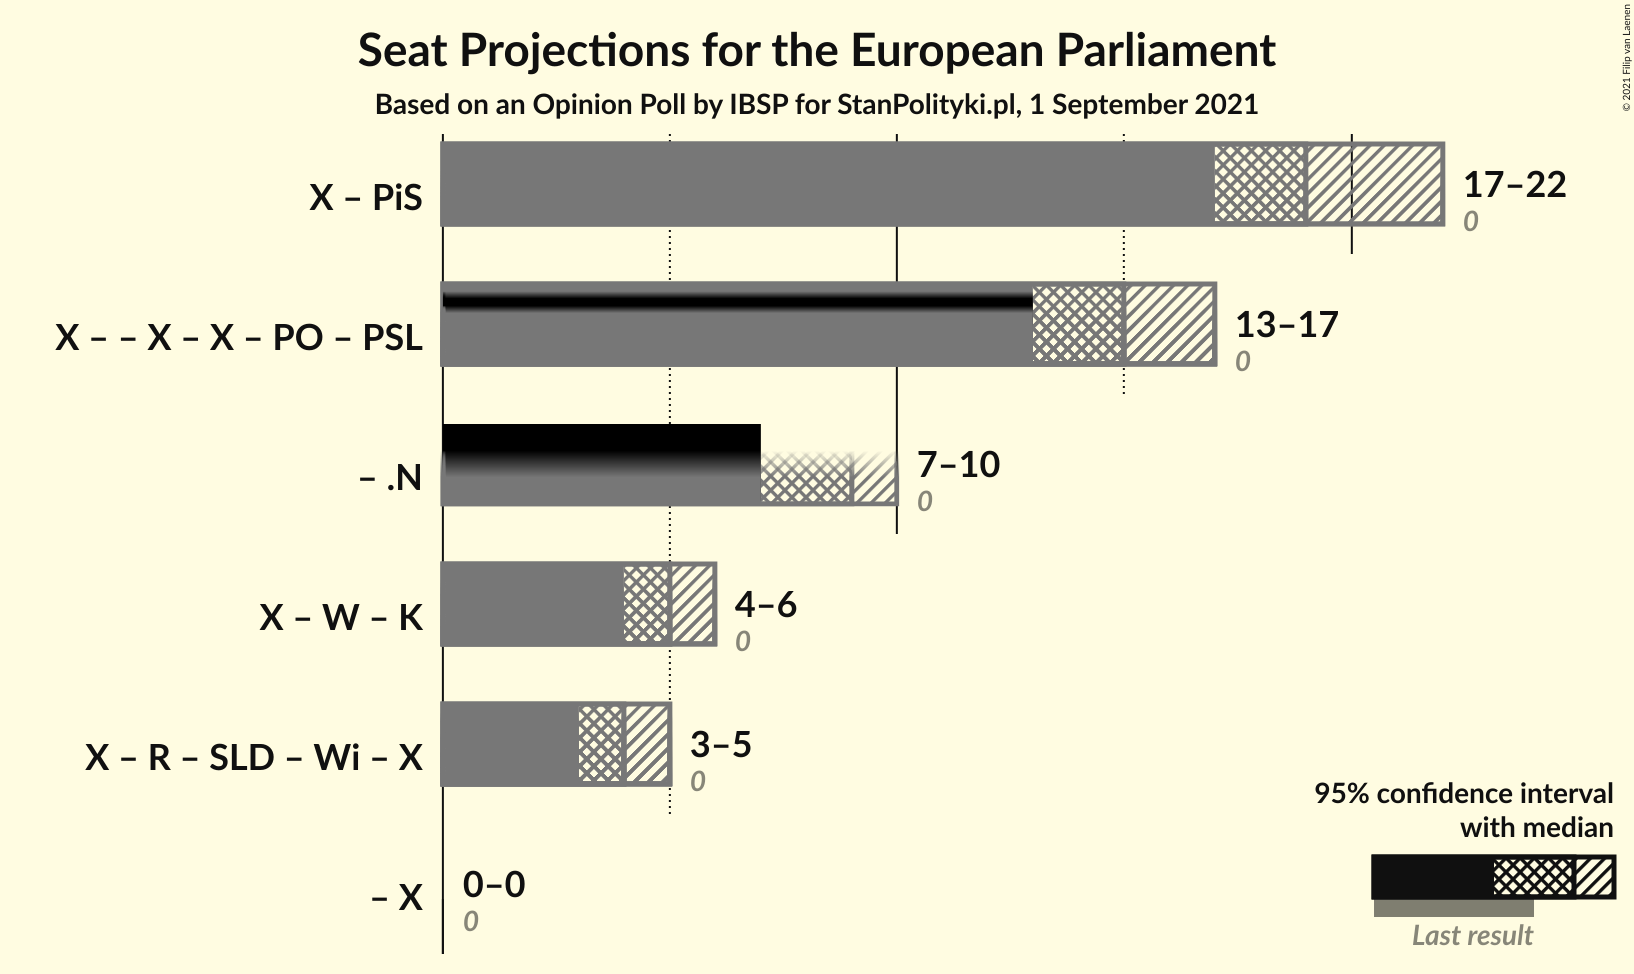 Seat Projections for the European Parliament
Based on an Opinion Poll by IBSP for StanPolityki.pl, 1 September 2021
© 2021 Filip van Laenen
X – PiS
17–22
0
X – – X – X – PO – PSL
13–17
0
– .N
7–10
0
X – W – K
4–6
0
X – R – SLD – Wi – X
3–5
0
– X
0–0
0
95% confidence interval
with median
Last result